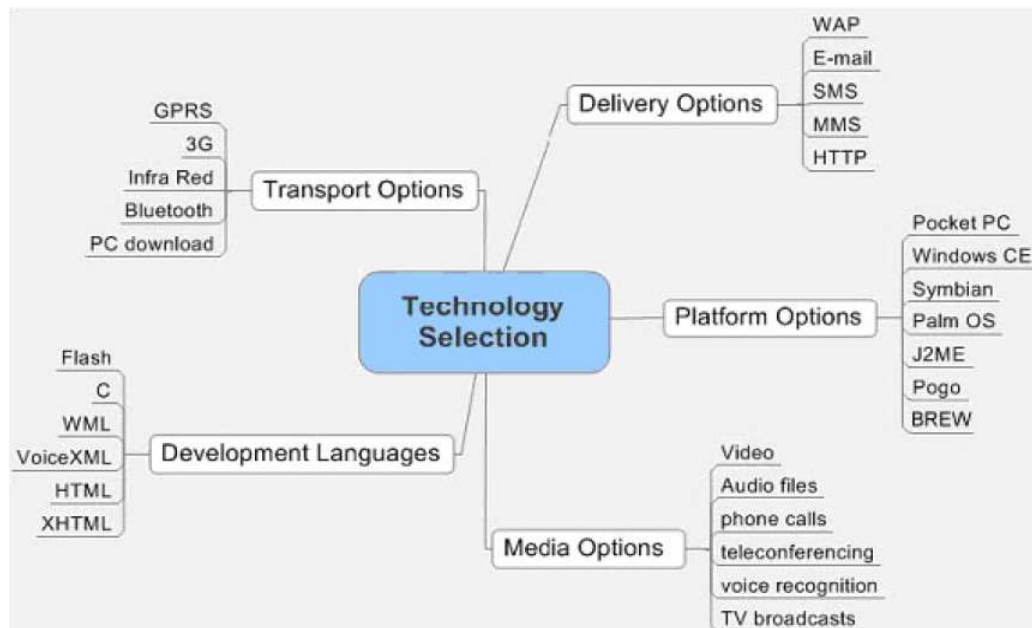 Technology
Selection
Delivery Options
WAP
E-mail
SMS
MMS
HTTP
Platform Options
Pocket PC
Windows CE
Symbian
Palm OS
J2ME
Pogo
BREW
Media Options
Video
Audio files
phone calls
teleconferencing
voice recognition
TV broadcasts
Development Languages
Flash
C
WML
VoiceXML
HTML
XHTML
Transport Options
GPRS
3G
Infra Red
Bluetooth
PC download